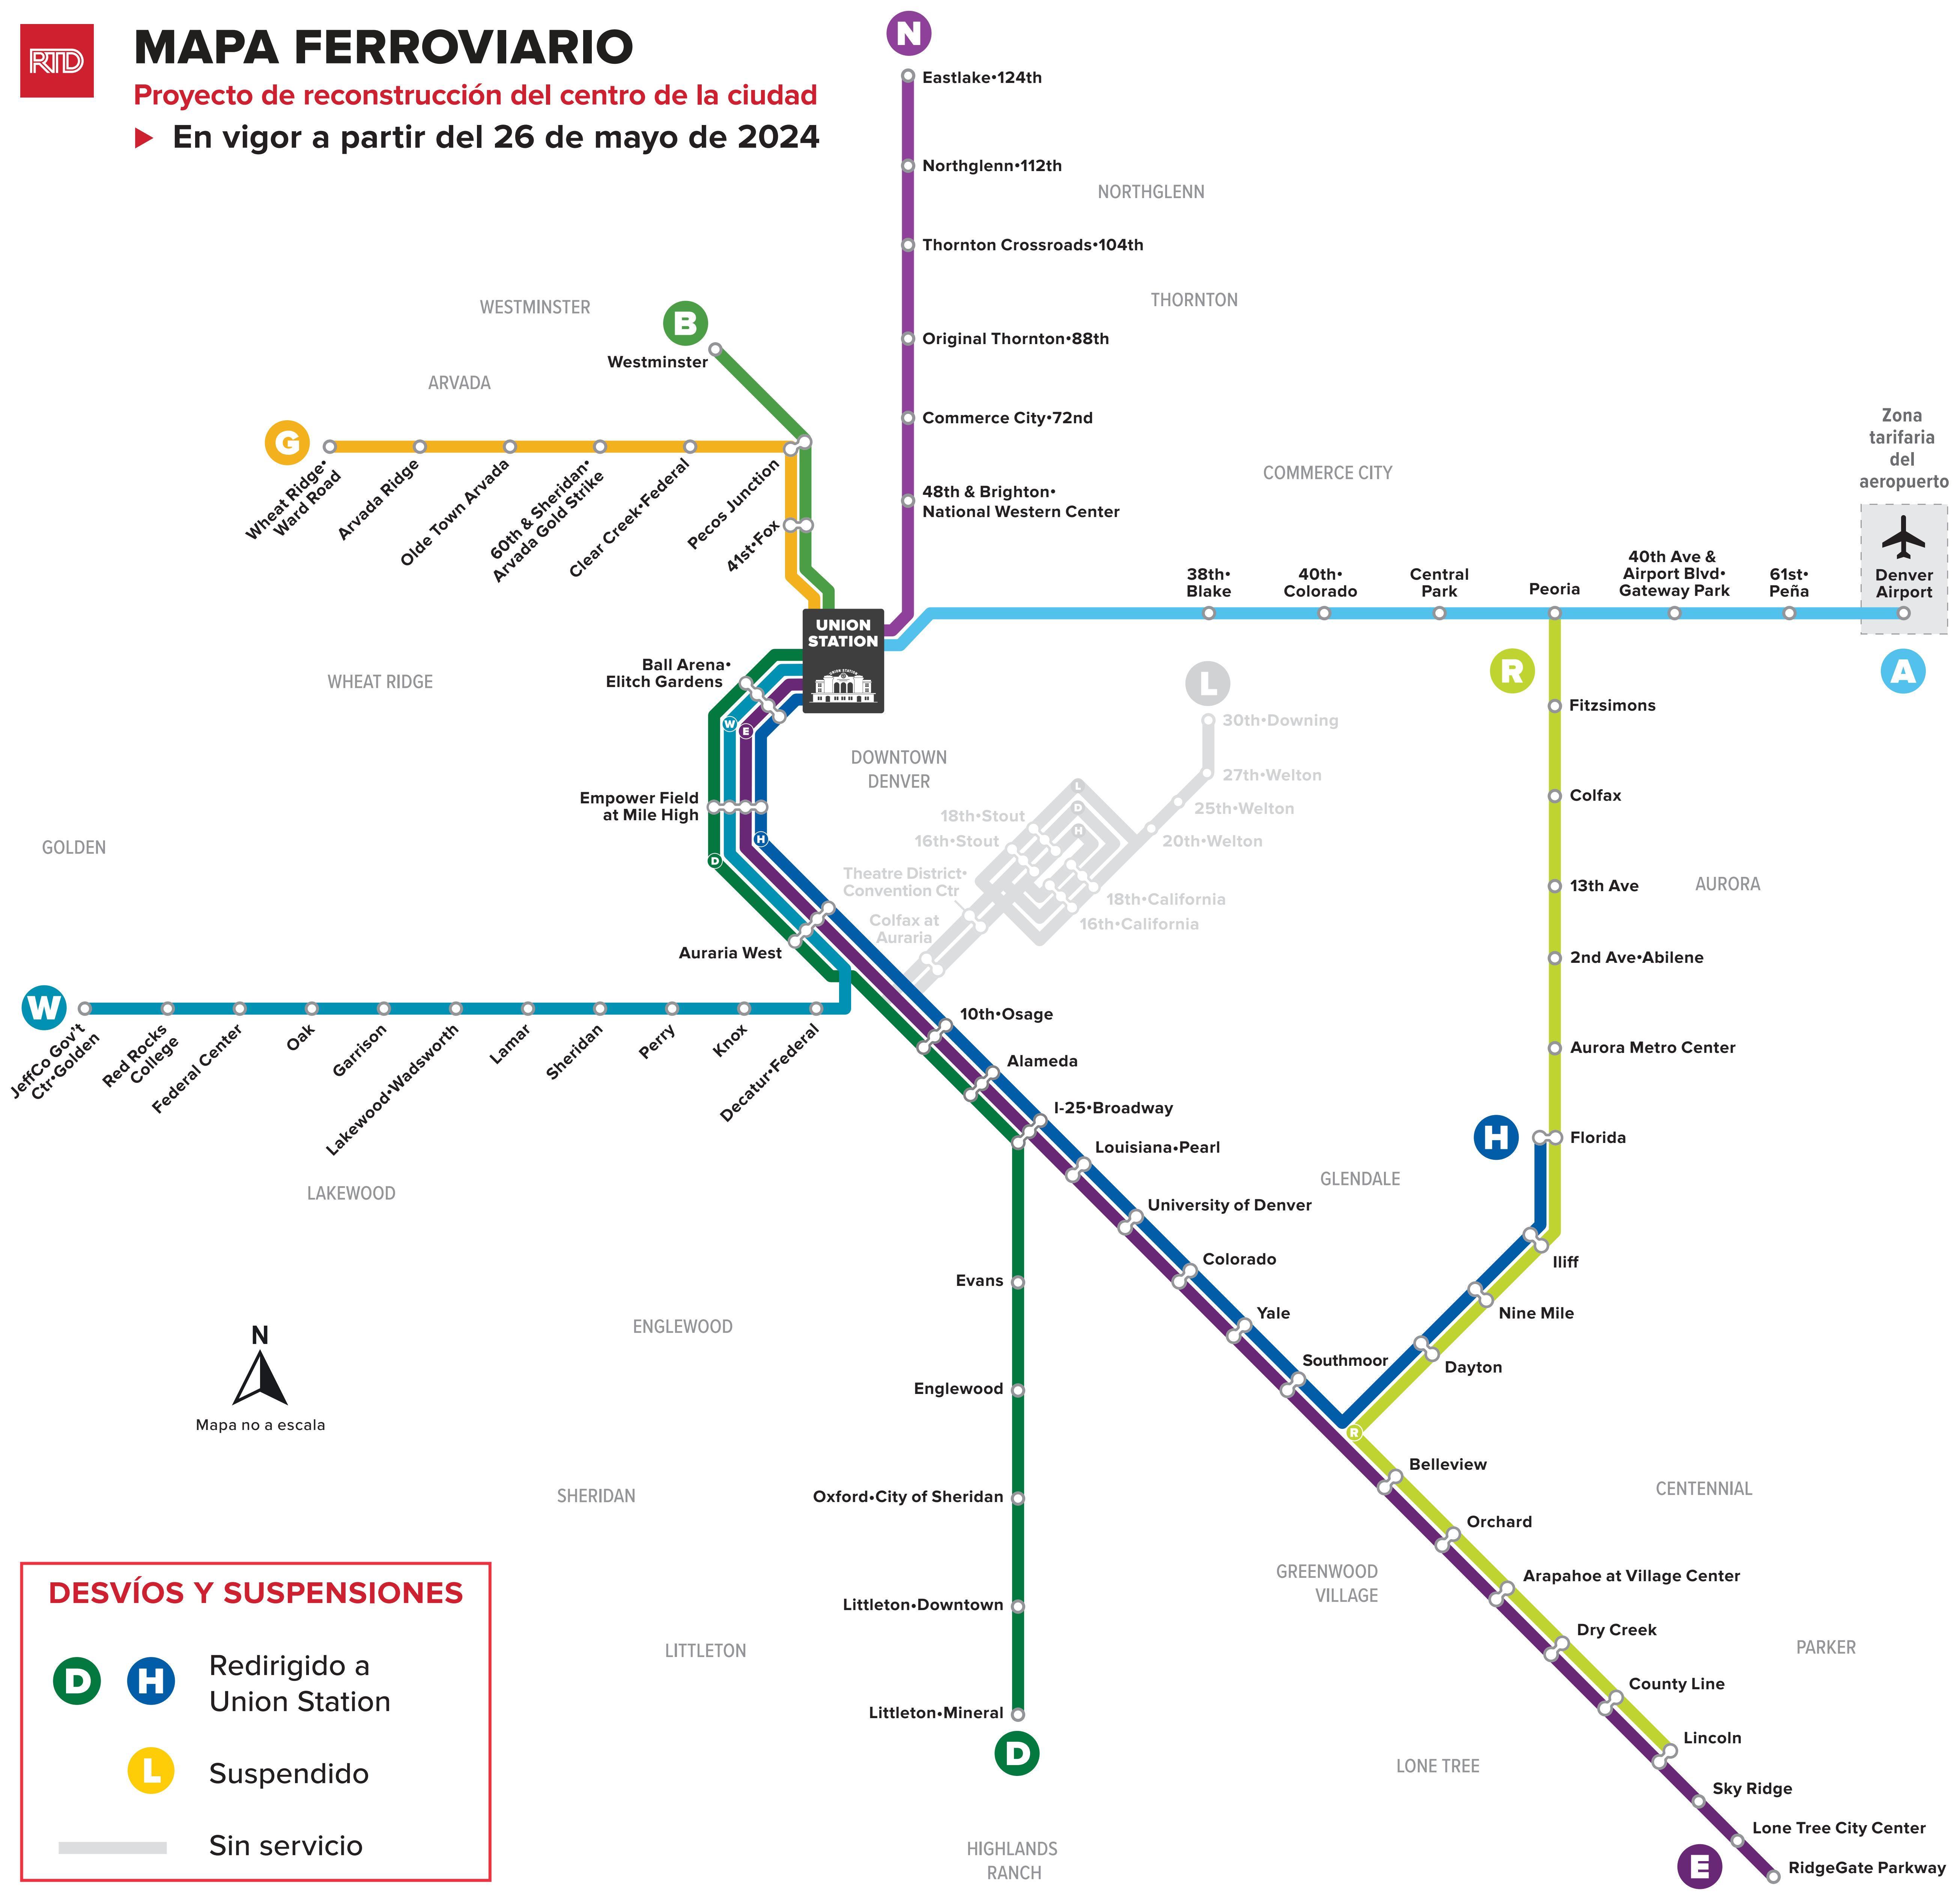 RTD
MAPA FERROVIARIO
Proyecto de reconstrucción del centro de la ciudad
En vigor a partir del 26 de mayo de 2024
N
Eastlake•124th
Northglenn•112th
NORTHGLENN
Thornton Crossroads•104th
THORNTON
Original Thornton•88th
Commerce City•72nd
48th & Brighton•
National Western Center
COMMERCE CITY
WESTMINSTER
B
Westminster
ARVADA
G
Wheat Ridge•
Ward Road
Arvada Ridge
Olde Town Arvada
60th & Sheridan•
Arvada Gold Strike
Clear Creek•Federal
Pecos Junction
41st•Fox
Zona
tarifaria
del
aeropuerto
Denver
Airport
A
38th•
Blake
40th•
Colorado
Central
Park
Peoria
40th Ave &
Airport Blvd•
Gateway Park
61st•
Peña
UNION
STATION
UNION STATION
Ball Arena•
Elitch Gardens
WHEAT RIDGE
W
E
Empower Field
at Mile High
H
D
GOLDEN
Auraria West
DOWNTOWN
DENVER
L
30th•Downing
27th•Welton
25th•Welton
20th•Welton
L
D
H
18th•Stout
16th•Stout
Theatre District•
Convention Ctr
Colfax at
Auraria
18th•California
16th•California
R
Fitzsimons
Colfax
13th Ave
AURORA
2nd Ave•Abilene
Aurora Metro Center
H
Florida
Iliff
Nine Mile
Dayton
GLENDALE
W
JeffCo Gov't
Ctr•Golden
Red Rocks
College
Federal Center
Oak
Garrison
Lakewood•Wadsworth
Lamar
Sheridan
Perry
Knox
Decatur•Federal
LAKEWOOD
10th•Osage
Alameda
I-25•Broadway
Louisiana•Pearl
University of Denver
Colorado
Yale
Southmoor
R
Belleview
Orchard
Arapahoe at Village Center
Dry Creek
County Line
Lincoln
Sky Ridge
Lone Tree City Center
RidgeGate Parkway
E
CENTENNIAL
GREENWOOD
VILLAGE
PARKER
LONE TREE
Evans
ENGLEWOOD
Englewood
SHERIDAN
Oxford•City of Sheridan
Littleton•Downtown
LITTLETON
Littleton•Mineral
D
HIGHLANDS
RANCH
N
Mapa no a escala
DESVÍOS Y SUSPENSIONES
D H Redirigido a
Union Station
L Suspendido
Sin servicio